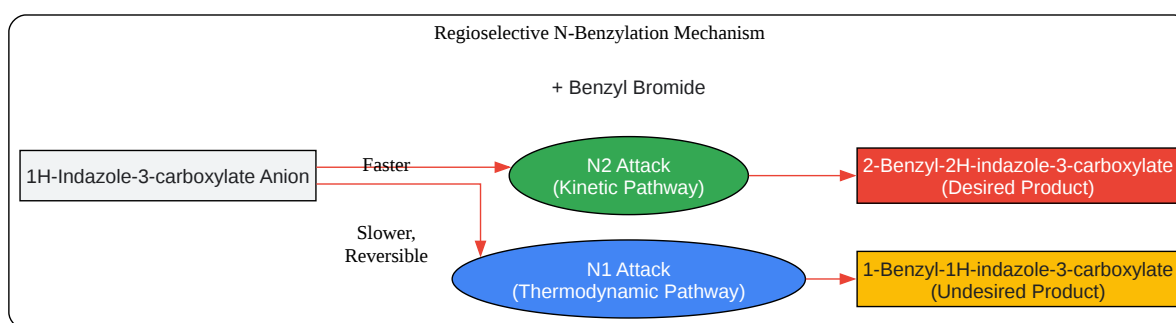 Regioselective N-Benzylation Mechanism
+ Benzyl Bromide
1H-Indazole-3-carboxylate Anion
Faster
N2 Attack
(Kinetic Pathway)
2-Benzyl-2H-indazole-3-carboxylate
(Desired Product)
Slower,
Reversible
N1 Attack
(Thermodynamic Pathway)
1-Benzyl-1H-indazole-3-carboxylate
(Undesired Product)